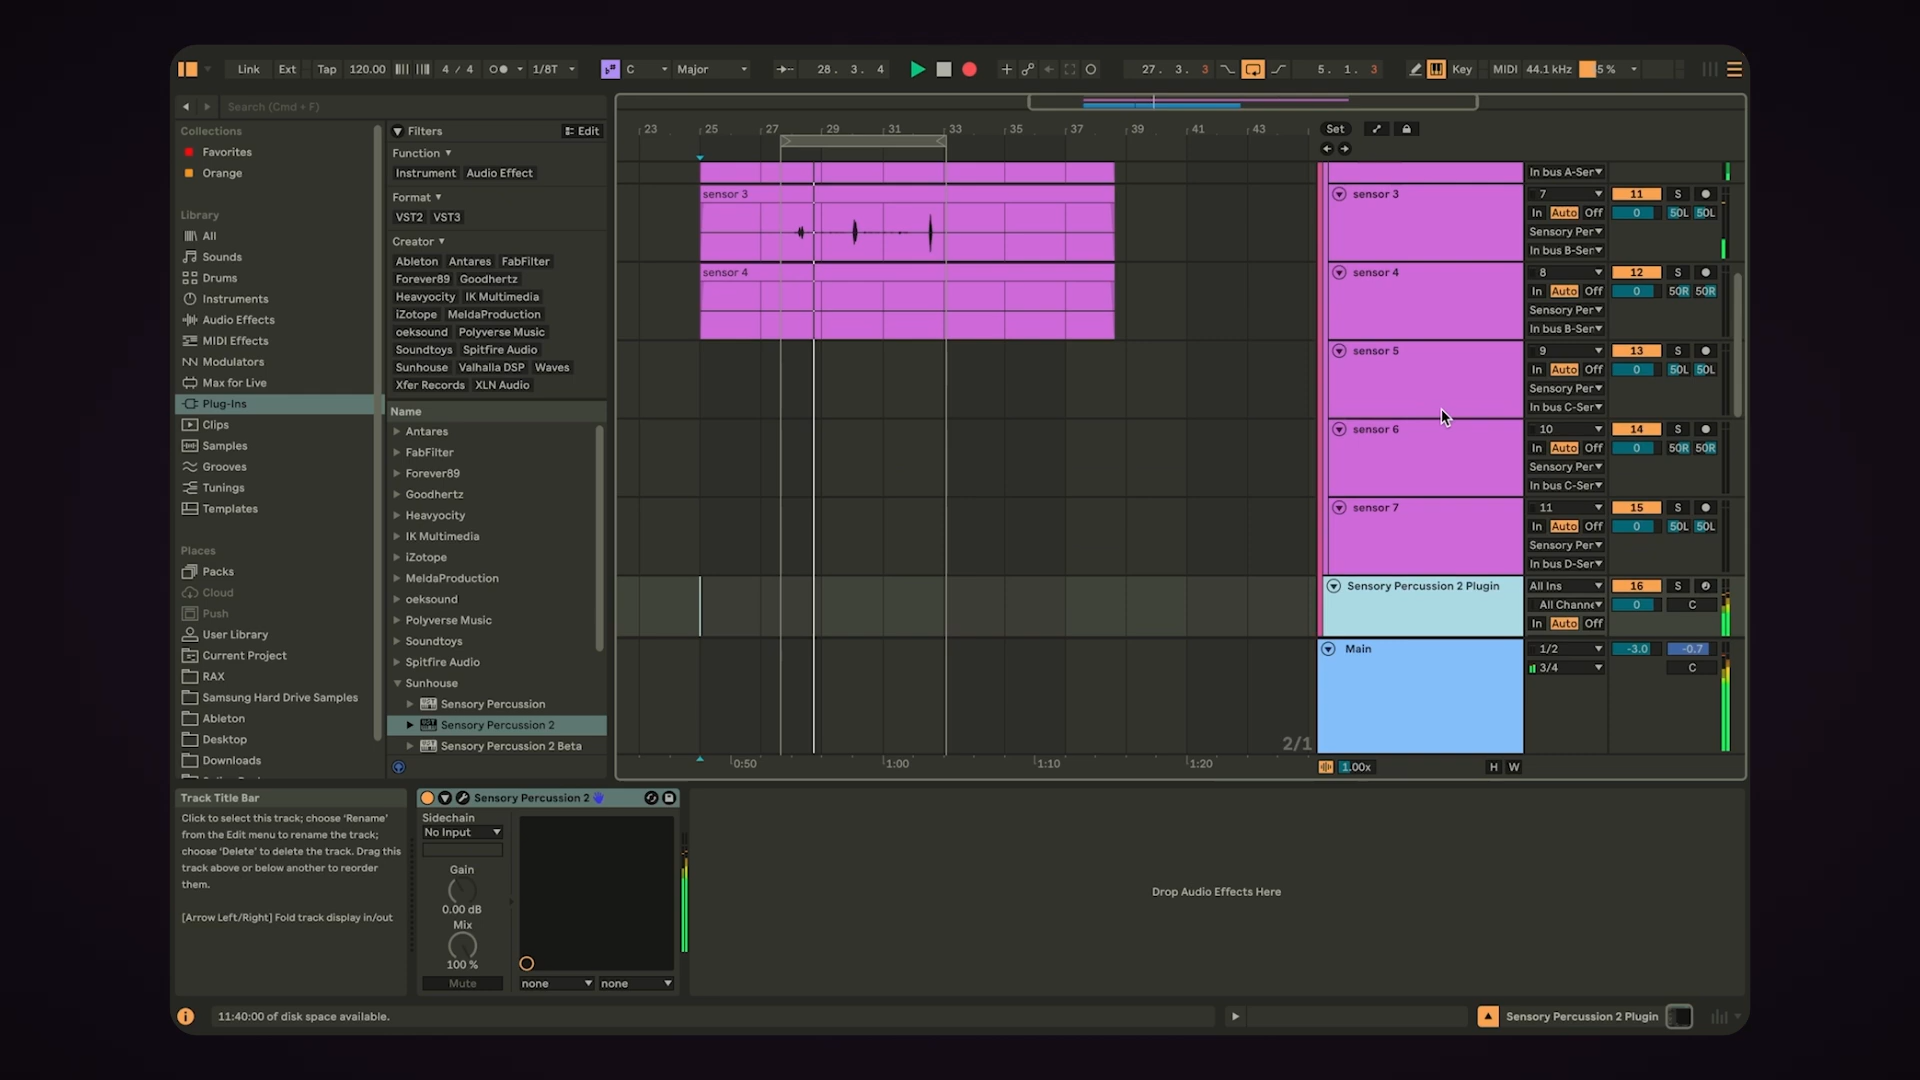 Link Ext Tap 120.00 4 / 4 1/8T C Major 28. 3. 4 27. 3. 3 5. 1. 3 Key MIDI 44.1 kHz 5 %
Search (Cmd + F)
Collections
Favorites
Orange
Library
All
Sounds
Drums
Instruments
Audio Effects
MIDI Effects
Modulators
Max for Live
Plug-Ins
Clips
Samples
Grooves
Tunings
Templates
Places
Packs
Cloud
Push
User Library
Current Project
RAX
Samsung Hard Drive Samples
Ableton
Desktop
Downloads
Filters Edit
Function
Instrument Audio Effect
Format
VST2 VST3
Creator
Ableton Antares FabFilter
Forever89 Goodhertz
Heavyocity IK Multimedia
iZotope MeldaProduction
oeksound Polyverse Music
Soundtoys Spitfire Audio
Sunhouse Valhalla DSP Waves
Xfer Records XLN Audio
Name
Antares
FabFilter
Forever89
Goodhertz
Heavyocity
IK Multimedia
iZotope
MeldaProduction
oeksound
Polyverse Music
Soundtoys
Spitfire Audio
Sunhouse
Sensory Percussion
Sensory Percussion 2
Sensory Percussion 2 Beta
23 25 27 29 31 33 35 37 39 41 43
Set
sensor 3
sensor 4
In bus A-Ser
sensor 3 7 11 S
In Auto Off 0 50L 50L
Sensory Per
In bus B-Ser
sensor 4 8 12 S
In Auto Off 0 50R 50R
Sensory Per
In bus B-Ser
sensor 5 9 13 S
In Auto Off 0 50L 50L
Sensory Per
In bus C-Ser
sensor 6 10 14 S
In Auto Off 0 50R 50R
Sensory Per
In bus C-Ser
sensor 7 11 15 S
In Auto Off 0 50L 50L
Sensory Per
In bus D-Ser
Sensory Percussion 2 Plugin All Ins 16 S
All Channe 0 C
In Auto Off
Main 1/2 -3.0 -0.7
3/4 C
2/1
0:50 1:00 1:10 1:20
1.00x H W
Track Title Bar
Click to select this track; choose ‘Rename’
from the Edit menu to rename the track;
choose ‘Delete’ to delete the track. Drag this
track above or below another to reorder
them.
[Arrow Left/Right] Fold track display in/out
Sensory Percussion 2
Sidechain
No Input
Gain
0.00 dB
Mix
100 %
Mute
none none
Drop Audio Effects Here
11:40:00 of disk space available.
Sensory Percussion 2 Plugin